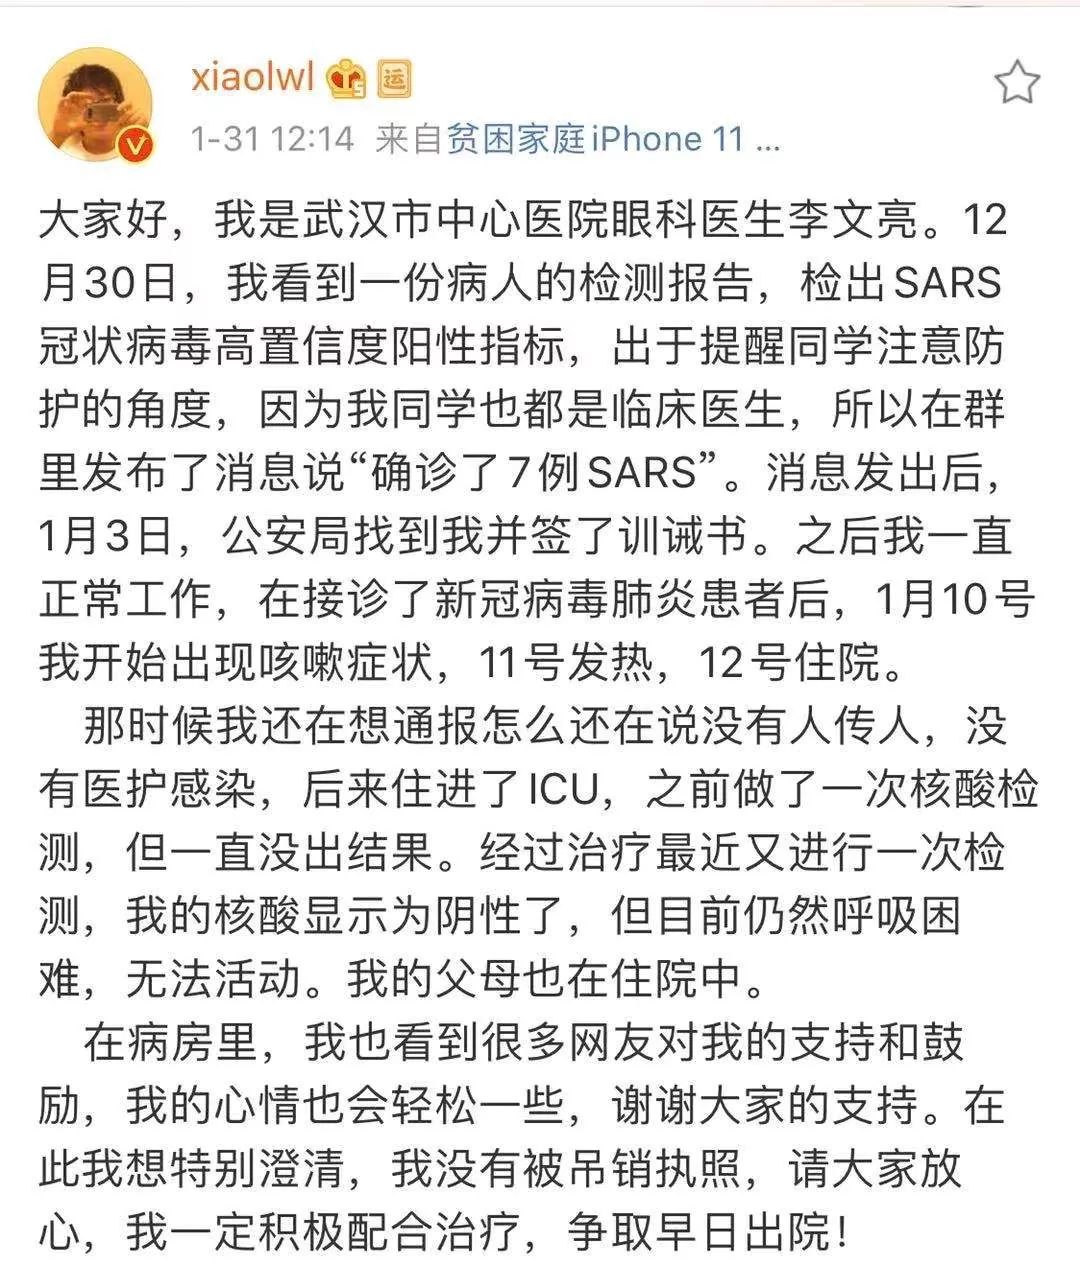 xiaolwl 运
1-31 12:14 来自贫困家庭iPhone 11 ...
大家好，我是武汉市中心医院眼科医生李文亮。12
月30日，我看到一份病人的检测报告，检出SARS
冠状病毒高置信度阳性指标，出于提醒同学注意防
护的角度，因为我同学也都是临床医生，所以在群
里发布了消息说“确诊了7例SARS”。消息发出后，
1月3日，公安局找到我并签了训诫书。之后我一直
正常工作，在接诊了新冠病毒肺炎患者后，1月10号
我开始出现咳嗽症状，11号发热，12号住院。
那时候我还在想通报怎么还在说没有人传人，没
有医护感染，后来住进了ICU，之前做了一次核酸检
测，但一直没出结果。经过治疗最近又进行一次检
测，我的核酸显示为阴性了，但目前仍然呼吸困
难，无法活动。我的父母也在住院中。
在病房里，我也看到很多网友对我的支持和鼓
励，我的心情也会轻松一些，谢谢大家的支持。在
此我想特别澄清，我没有被吊销执照，请大家放
心，我一定积极配合治疗，争取早日出院！